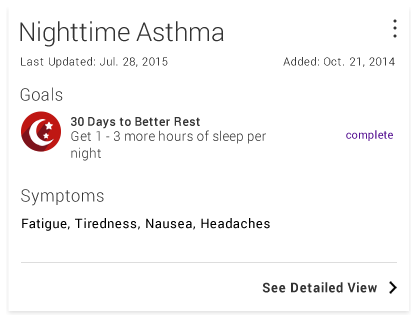 Nighttime Asthma
Last Updated: Jul. 28, 2015 Added: Oct. 21, 2014
Goals
30 Days to Better Rest
Get 1 - 3 more hours of sleep per
night
complete
Symptoms
Fatigue, Tiredness, Nausea, Headaches
See Detailed View